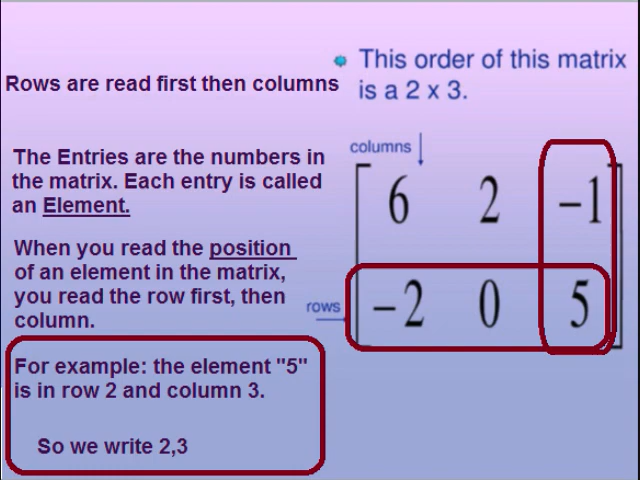 Rows are read first then columns
This order of this matrix
is a 2 x 3.
The Entries are the numbers in
the matrix. Each entry is called
an Element.
When you read the position
of an element in the matrix,
you read the row first, then
column.
For example: the element "5"
is in row 2 and column 3.
So we write 2,3
columns
6 2 −1
rows
−2 0 5